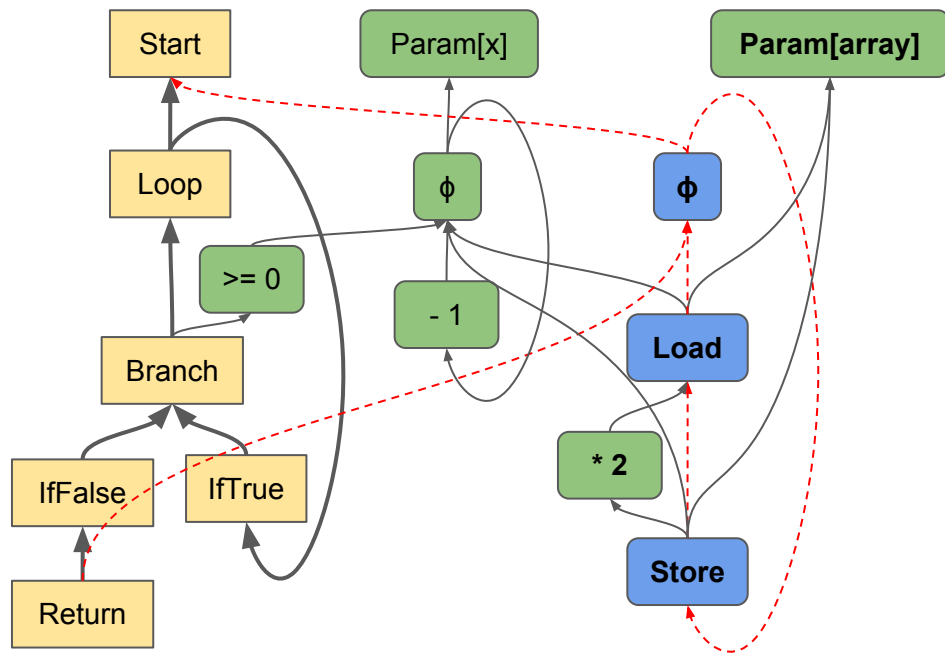 Start
Param[x]
Param[array]
Loop
ϕ
ϕ
>= 0
- 1
Load
Branch
* 2
IfFalse
IfTrue
Store
Return